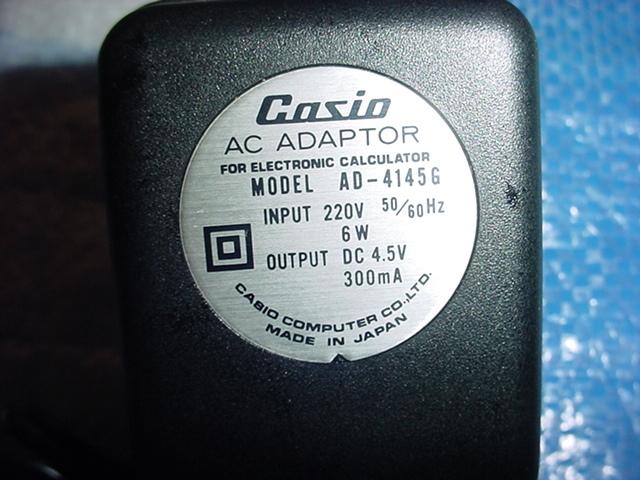 Casio
AC ADAPTOR
FOR ELECTRONIC CALCULATOR
MODEL AD-4145G
INPUT 220V 50/60Hz
6W
OUTPUT DC 4.5V
300mA
CASIO COMPUTER CO.,LTD.
MADE IN JAPAN